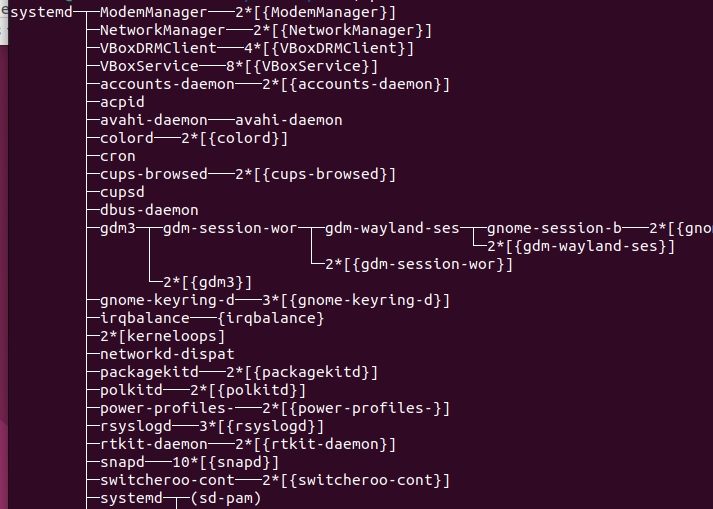 systemd─┬─ModemManager───2*[{ModemManager}]
        ├─NetworkManager───2*[{NetworkManager}]
        ├─VBoxDRMClient───4*[{VBoxDRMClient}]
        ├─VBoxService───8*[{VBoxService}]
        ├─accounts-daemon───2*[{accounts-daemon}]
        ├─acpid
        ├─avahi-daemon───avahi-daemon
        ├─colord───2*[{colord}]
        ├─cron
        ├─cups-browsed───2*[{cups-browsed}]
        ├─cupsd
        ├─dbus-daemon
        ├─gdm3─┬─gdm-session-wor─┬─gdm-wayland-ses─┬─gnome-session-b───2*[{gno
        │      │                 │                 └─2*[{gdm-wayland-ses}]
        │      │                 └─2*[{gdm-session-wor}]
        │      └─2*[{gdm3}]
        ├─gnome-keyring-d───3*[{gnome-keyring-d}]
        ├─irqbalance───{irqbalance}
        ├─2*[kerneloops]
        ├─networkd-dispat
        ├─packagekitd───2*[{packagekitd}]
        ├─polkitd───2*[{polkitd}]
        ├─power-profiles-───2*[{power-profiles-}]
        ├─rsyslogd───3*[{rsyslogd}]
        ├─rtkit-daemon───2*[{rtkit-daemon}]
        ├─snapd───10*[{snapd}]
        ├─switcheroo-cont───2*[{switcheroo-cont}]
        ├─systemd─┬─(sd-pam)